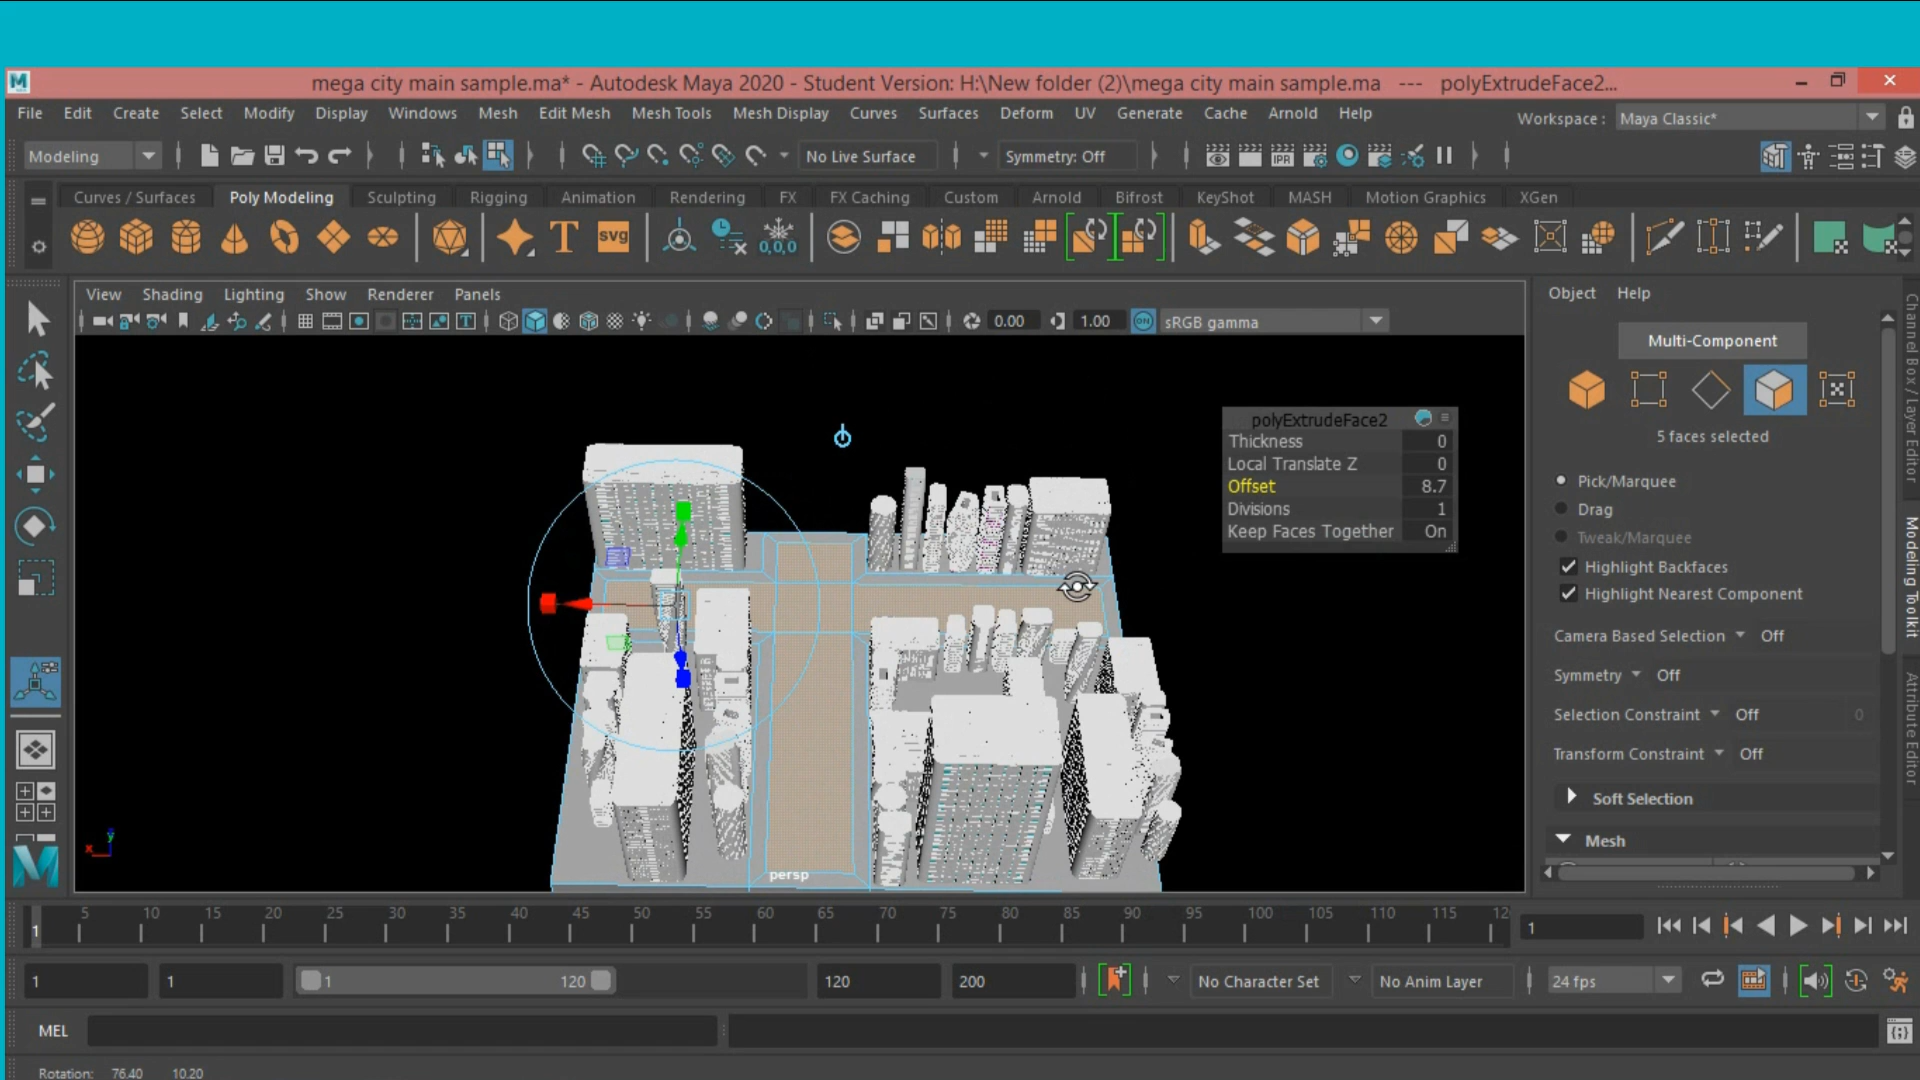 mega city main sample.ma* - Autodesk Maya 2020 - Student Version: H:\New folder (2)\mega city main sample.ma --- polyExtrudeFace2...
File Edit Create Select Modify Display Windows Mesh Edit Mesh Mesh Tools Mesh Display Curves Surfaces Deform UV Generate Cache Arnold Help Workspace : Maya Classic*
Modeling No Live Surface Symmetry: Off IPR
Curves / Surfaces Poly Modeling Sculpting Rigging Animation Rendering FX FX Caching Custom Arnold Bifrost KeyShot MASH Motion Graphics XGen
T SVG 0,0,0
View Shading Lighting Show Renderer Panels
0.00 1.00 ON sRGB gamma
polyExtrudeFace2
Thickness 0
Local Translate Z 0
Offset 8.7
Divisions 1
Keep Faces Together On
persp
y
x
Object Help
Multi-Component
5 faces selected
Pick/Marquee
Drag
Tweak/Marquee
Highlight Backfaces
Highlight Nearest Component
Camera Based Selection Off
Symmetry Off
Selection Constraint Off 0
Transform Constraint Off
Soft Selection
Mesh
Channel Box / Layer Editor
Modeling Toolkit
Attribute Editor
1 5 10 15 20 25 30 35 40 45 50 55 60 65 70 75 80 85 90 95 100 105 110 115 12
1
1 1 1 120 120 200 No Character Set No Anim Layer 24 fps
MEL
Rotation: 76.40 10.20